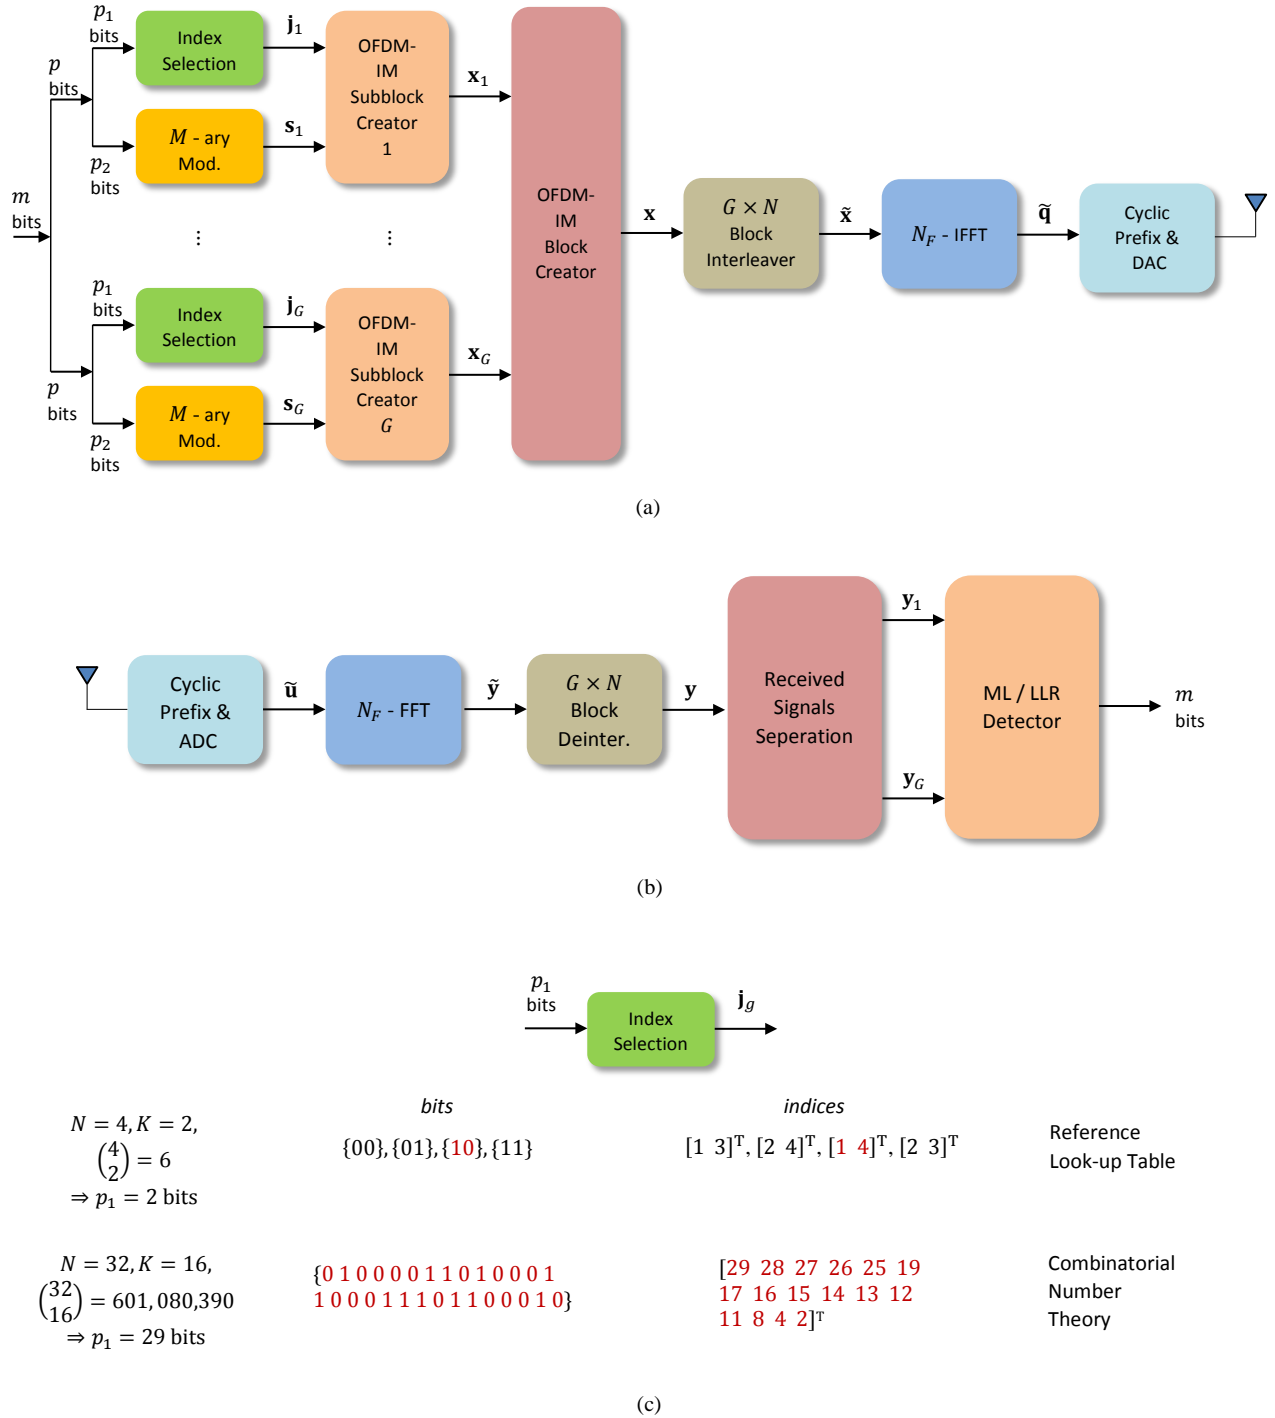 p₁
bits
Index
Selection
𝐣₁
OFDM-
IM
Subblock
Creator
1
𝐱₁
p
bits
M - ary
Mod.
𝐬₁
p₂
bits
m
bits
⋮
⋮
OFDM-
IM
Block
Creator
𝐱
G × N
Block
Interleaver
𝐱̃
N_F - IFFT
𝐪̃
Cyclic
Prefix &
DAC
p₁
bits
Index
Selection
𝐣_G
OFDM-
IM
Subblock
Creator
G
𝐱_G
p
bits
M - ary
Mod.
𝐬_G
p₂
bits
(a)
Cyclic
Prefix &
ADC
𝐮̃
N_F - FFT
𝐲̃
G × N
Block
Deinter.
𝐲
Received
Signals
Seperation
𝐲₁
𝐲_G
ML / LLR
Detector
m
bits
(b)
p₁
bits
Index
Selection
𝐣_g
bits
indices
N = 4, K = 2,
(4 2) = 6
⇒ p₁ = 2 bits
{00}, {01}, {10}, {11}
[1 3]ᵀ, [2 4]ᵀ, [1 4]ᵀ, [2 3]ᵀ
Reference
Look-up Table
N = 32, K = 16,
(32 16) = 601,080,390
⇒ p₁ = 29 bits
{0 1 0 0 0 0 1 1 0 1 0 0 0 1
1 0 0 0 1 1 1 0 1 1 0 0 0 1 0}
[29 28 27 26 25 19
17 16 15 14 13 12
11 8 4 2]ᵀ
Combinatorial
Number
Theory
(c)